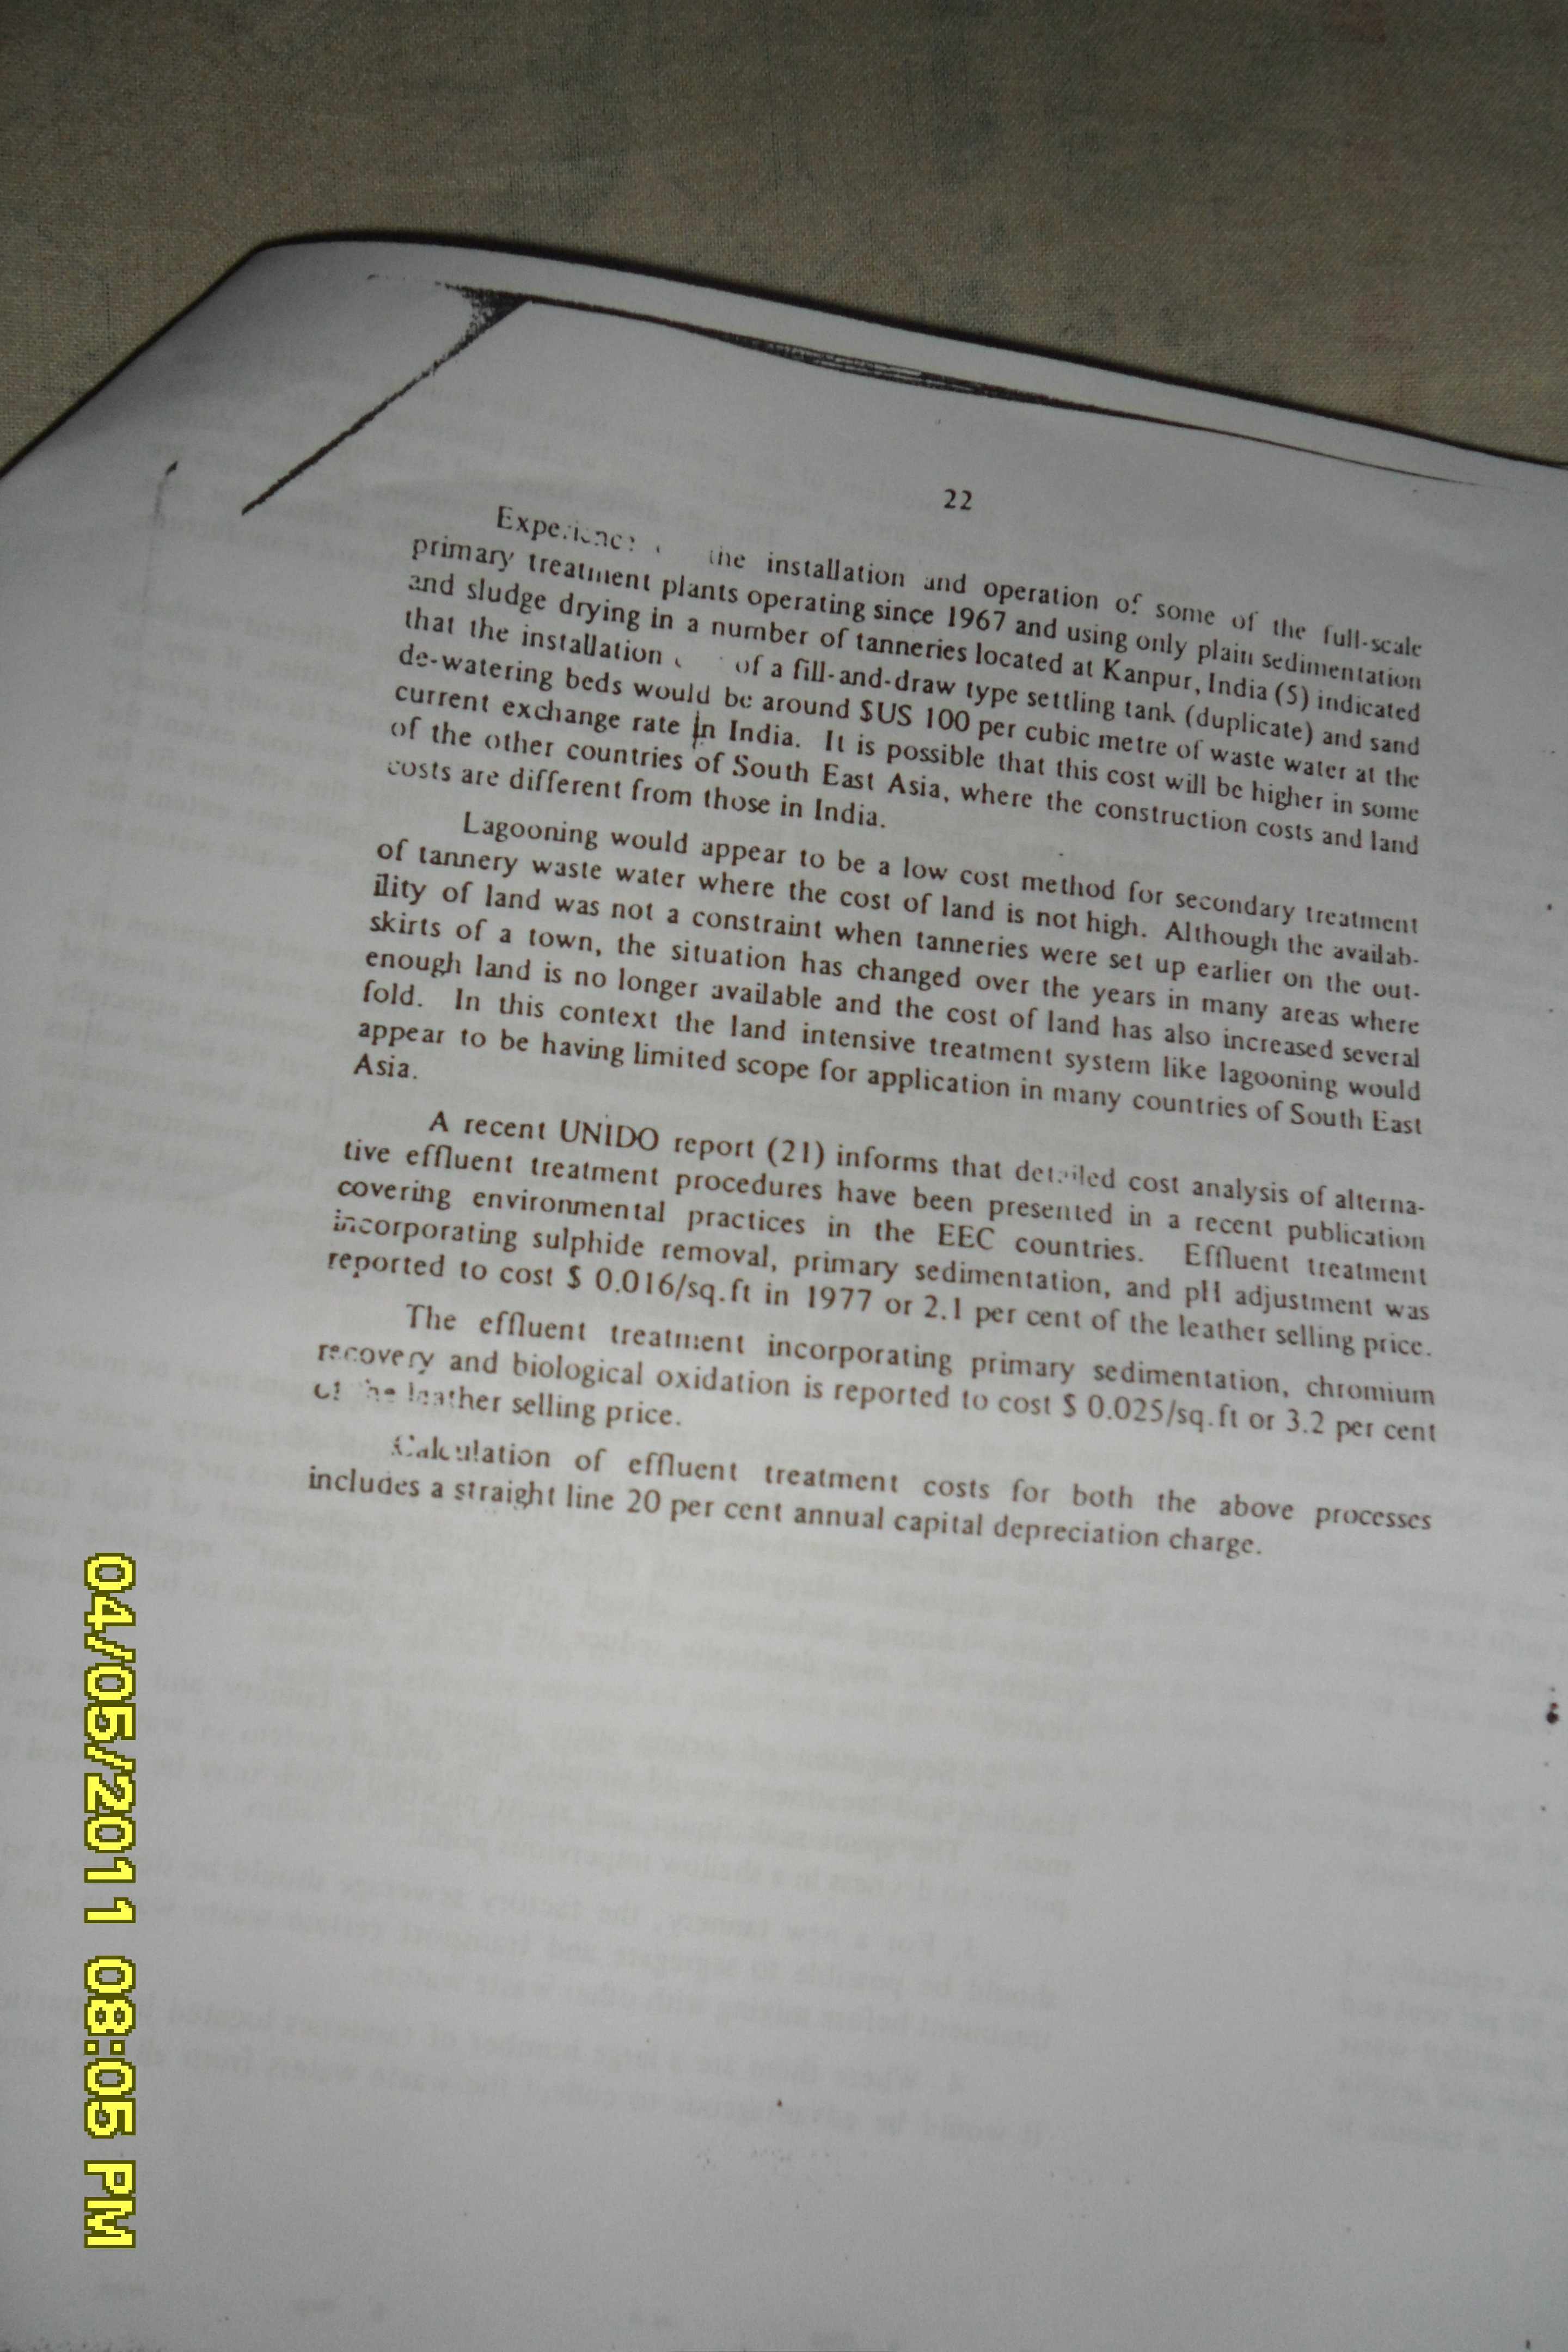 22
Experience the installation and operation of some of the full-scale
primary treatment plants operating since 1967 and using only plain sedimentation
and sludge drying in a number of tanneries located at Kanpur, India (5) indicated
that the installation of a fill-and-draw type settling tank (duplicate) and sand
de-watering beds would be around $US 100 per cubic metre of waste water at the
current exchange rate in India. It is possible that this cost will be higher in some
of the other countries of South East Asia, where the construction costs and land
costs are different from those in India.
Lagooning would appear to be a low cost method for secondary treatment
of tannery waste water where the cost of land is not high. Although the availab-
ility of land was not a constraint when tanneries were set up earlier on the out-
skirts of a town, the situation has changed over the years in many areas where
enough land is no longer available and the cost of land has also increased several
fold. In this context the land intensive treatment system like lagooning would
appear to be having limited scope for application in many countries of South East
Asia.
A recent UNIDO report (21) informs that detailed cost analysis of alterna-
tive effluent treatment procedures have been presented in a recent publication
covering environmental practices in the EEC countries. Effluent treatment
incorporating sulphide removal, primary sedimentation, and pH adjustment was
reported to cost $ 0.016/sq.ft in 1977 or 2.1 per cent of the leather selling price.
The effluent treatment incorporating primary sedimentation, chromium
recovery and biological oxidation is reported to cost $ 0.025/sq.ft or 3.2 per cent
of the leather selling price.
Calculation of effluent treatment costs for both the above processes
includes a straight line 20 per cent annual capital depreciation charge.
04/05/2011 08:05 PM